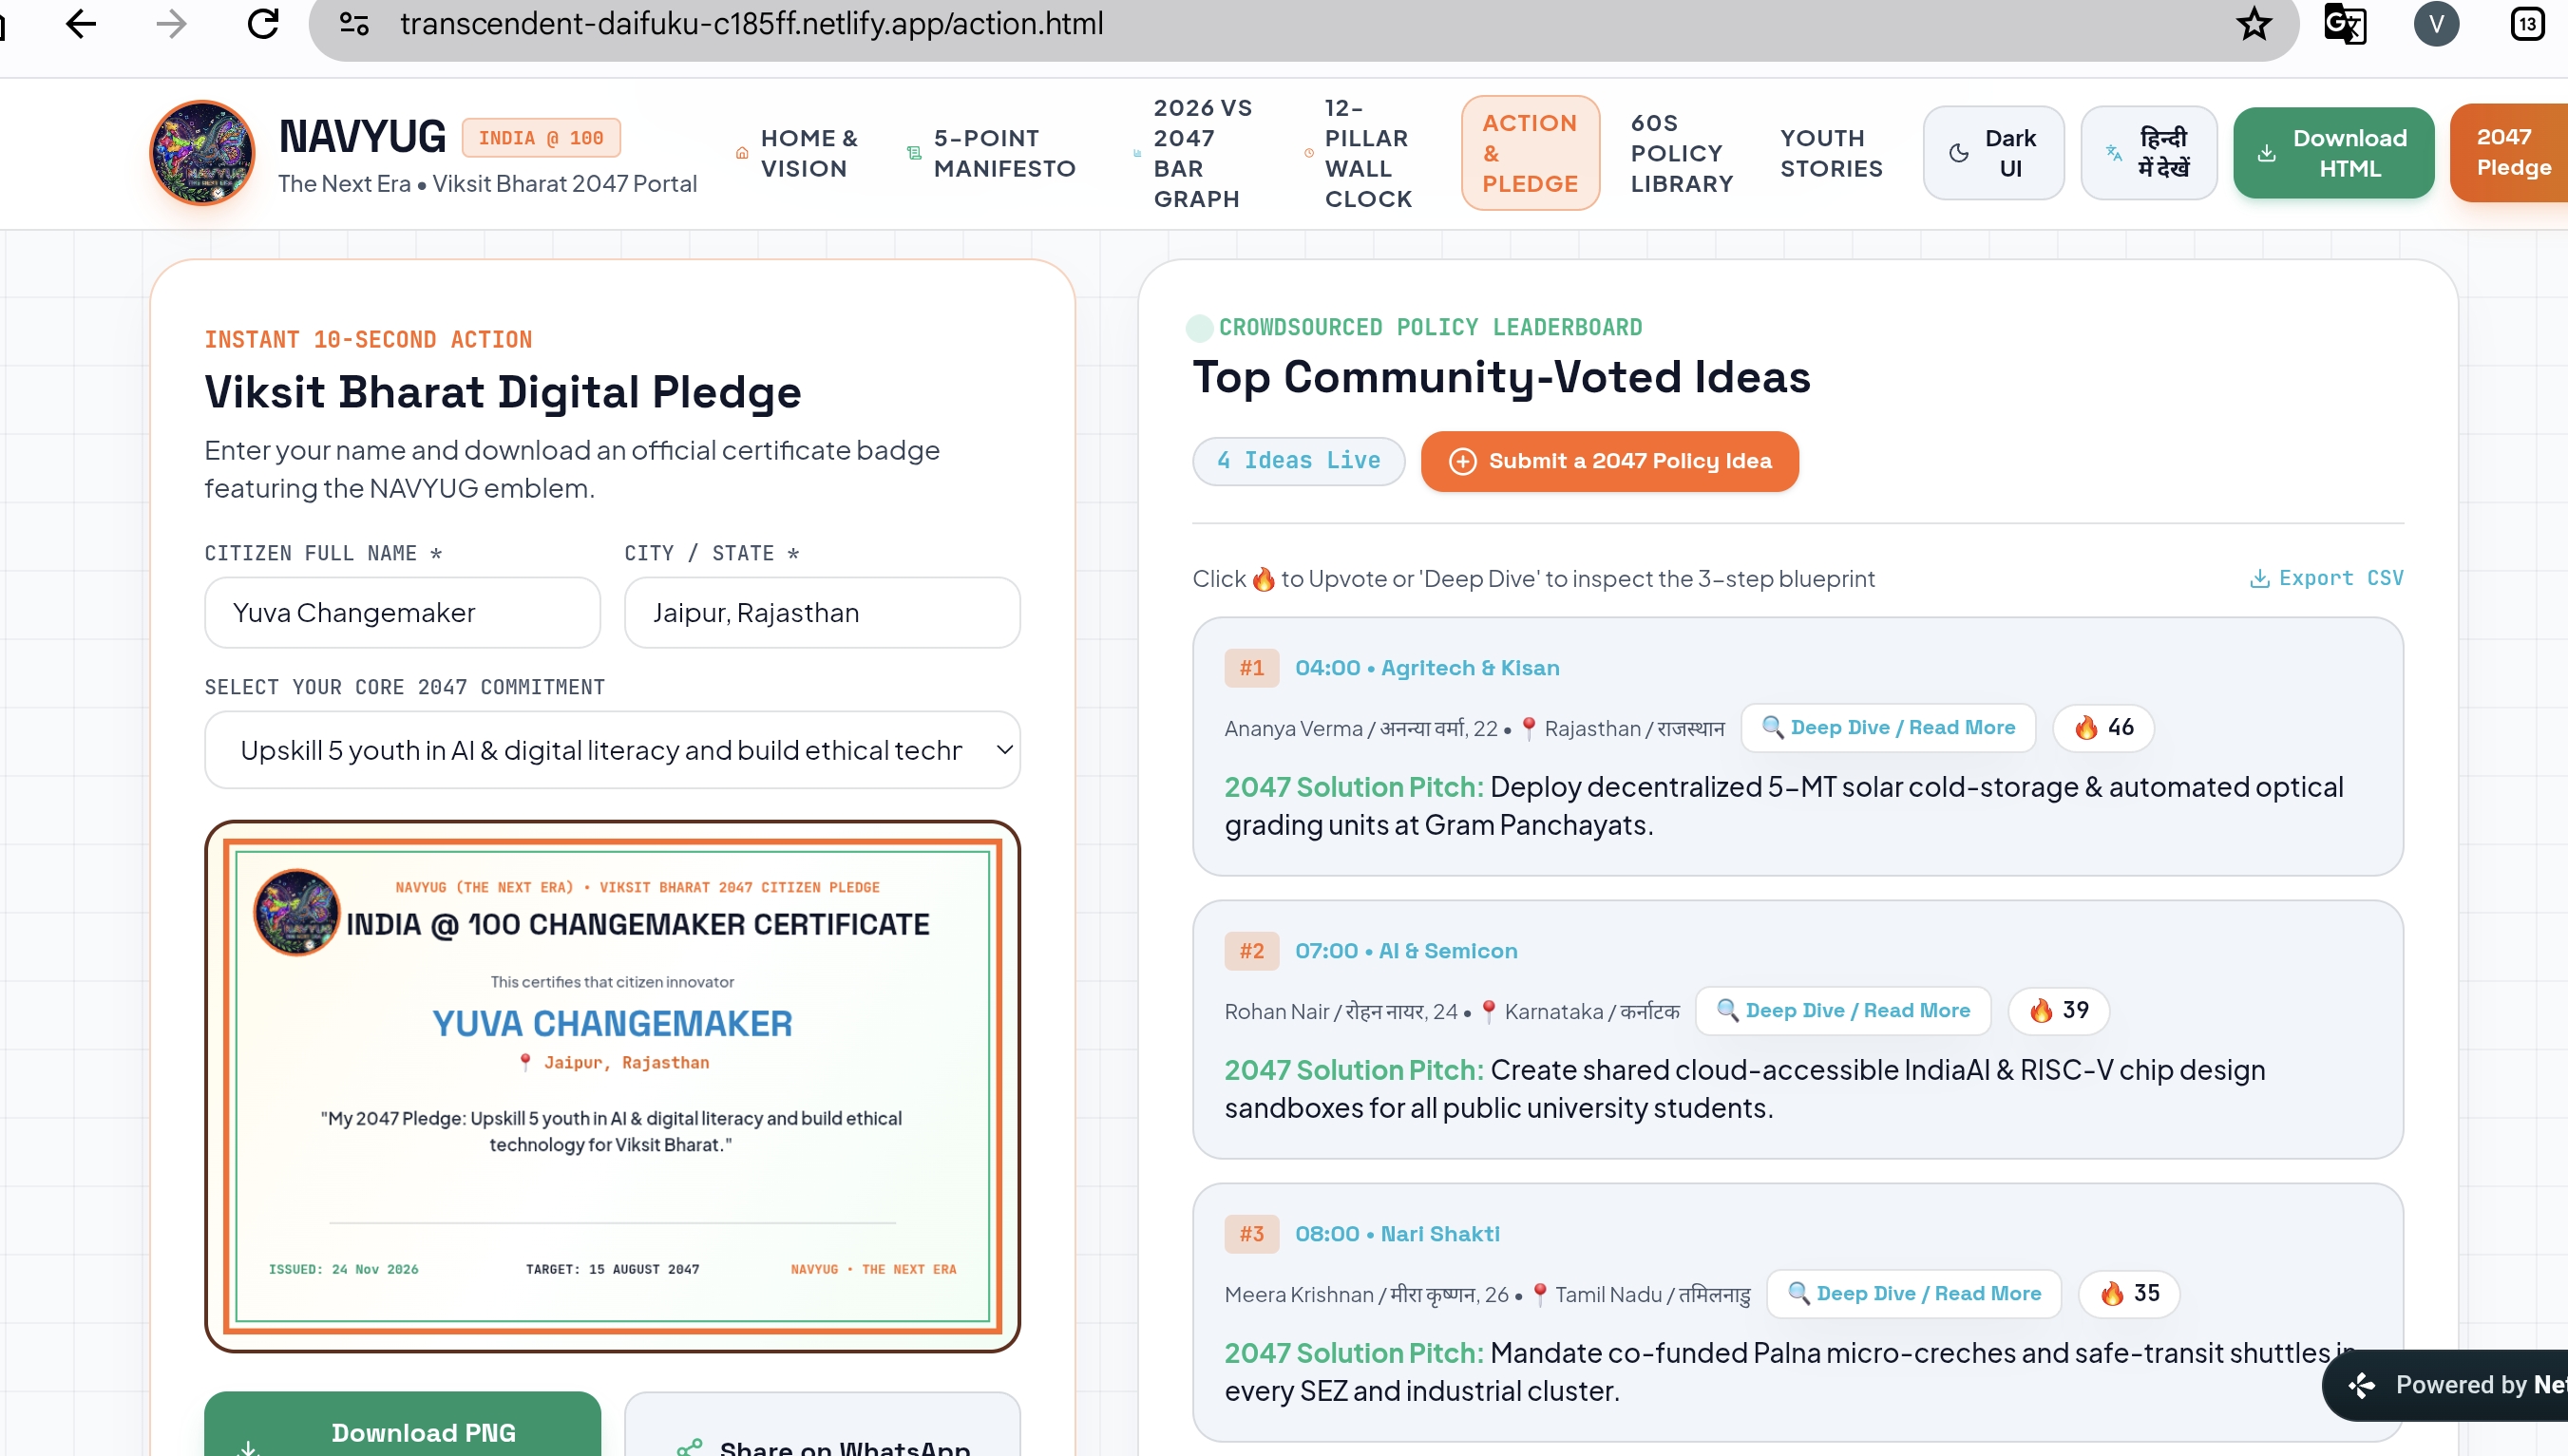 transcendent-daifuku-c185ff.netlify.app/action.html
V
13
NAVYUG
INDIA @ 100
The Next Era • Viksit Bharat 2047 Portal
HOME &
VISION
5-POINT
MANIFESTO
2026 VS
2047
BAR
GRAPH
12-
PILLAR
WALL
CLOCK
ACTION
&
PLEDGE
60S
POLICY
LIBRARY
YOUTH
STORIES
Dark
UI
हिन्दी
में देखें
Download
HTML
2047
Pledge
INSTANT 10-SECOND ACTION
Viksit Bharat Digital Pledge
Enter your name and download an official certificate badge
featuring the NAVYUG emblem.
CITIZEN FULL NAME *
CITY / STATE *
Yuva Changemaker
Jaipur, Rajasthan
SELECT YOUR CORE 2047 COMMITMENT
Upskill 5 youth in AI & digital literacy and build ethical techr
NAVYUG (THE NEXT ERA) • VIKSIT BHARAT 2047 CITIZEN PLEDGE
INDIA @ 100 CHANGEMAKER CERTIFICATE
This certifies that citizen innovator
YUVA CHANGEMAKER
📍 Jaipur, Rajasthan
"My 2047 Pledge: Upskill 5 youth in AI & digital literacy and build ethical
technology for Viksit Bharat."
ISSUED: 24 Nov 2026
TARGET: 15 AUGUST 2047
NAVYUG • THE NEXT ERA
Download PNG
Share on WhatsApp
CROWDSOURCED POLICY LEADERBOARD
Top Community-Voted Ideas
4 Ideas Live
Submit a 2047 Policy Idea
Click 🔥 to Upvote or 'Deep Dive' to inspect the 3-step blueprint
Export CSV
#1 04:00 • Agritech & Kisan
Ananya Verma / अनन्या वर्मा, 22 • 📍 Rajasthan / राजस्थान 🔍 Deep Dive / Read More 🔥 46
2047 Solution Pitch: Deploy decentralized 5-MT solar cold-storage & automated optical
grading units at Gram Panchayats.
#2 07:00 • AI & Semicon
Rohan Nair / रोहन नायर, 24 • 📍 Karnataka / कर्नाटक 🔍 Deep Dive / Read More 🔥 39
2047 Solution Pitch: Create shared cloud-accessible IndiaAI & RISC-V chip design
sandboxes for all public university students.
#3 08:00 • Nari Shakti
Meera Krishnan / मीरा कृष्णन, 26 • 📍 Tamil Nadu / तमिलनाडु 🔍 Deep Dive / Read More 🔥 35
2047 Solution Pitch: Mandate co-funded Palna micro-creches and safe-transit shuttles in
every SEZ and industrial cluster.
Powered by Net